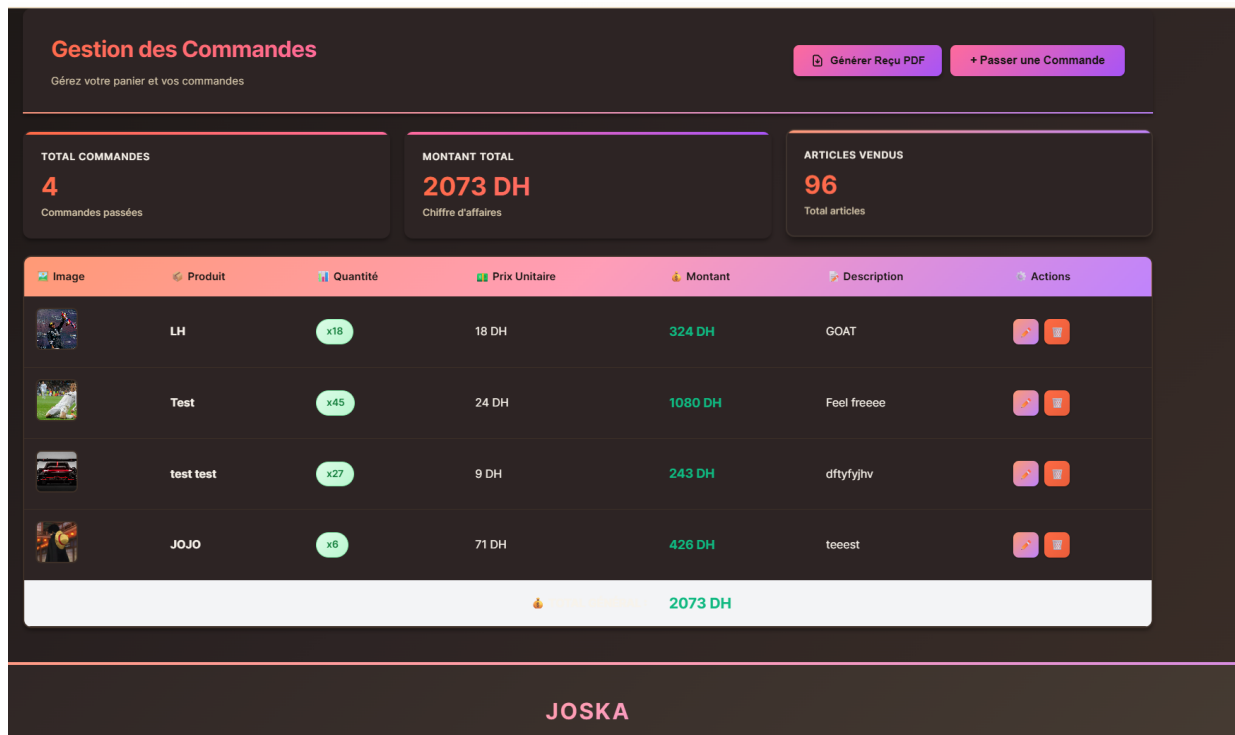 Gestion des Commandes
Gérez votre panier et vos commandes
Générer Reçu PDF
+ Passer une Commande
TOTAL COMMANDES
4
Commandes passées
MONTANT TOTAL
2073 DH
Chiffre d'affaires
ARTICLES VENDUS
96
Total articles
Image Produit Quantité Prix Unitaire Montant Description Actions
LH x18 18 DH 324 DH GOAT
Test x45 24 DH 1080 DH Feel freeee
test test x27 9 DH 243 DH dftyfyjhv
JOJO x6 71 DH 426 DH teeest
2073 DH
JOSKA